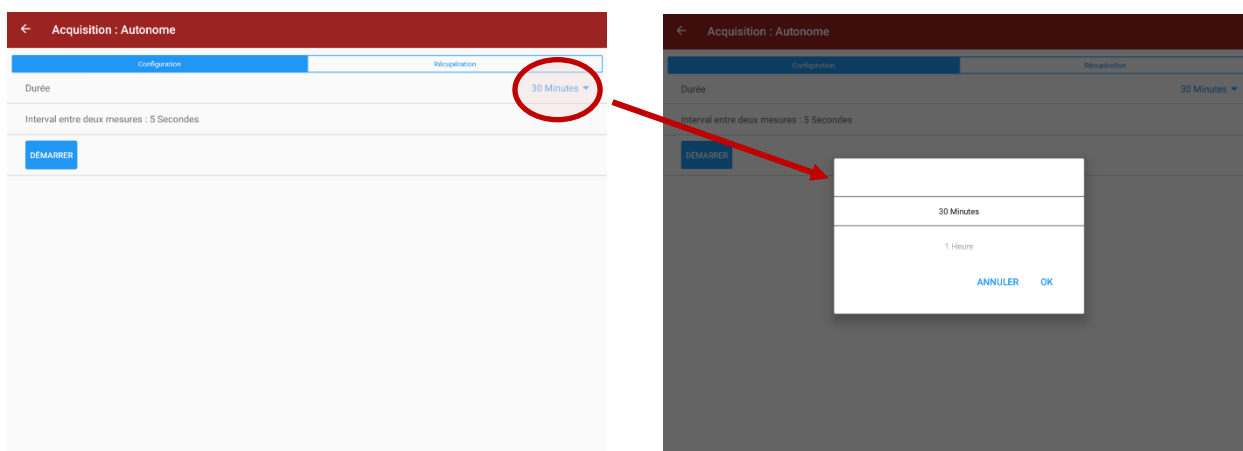 Acquisition : Autonome
Configuration Récupération
Durée 30 Minutes
Interval entre deux mesures : 5 Secondes
DÉMARRER
Acquisition : Autonome
Configuration Récupération
Durée 30 Minutes
Interval entre deux mesures : 5 Secondes
DÉMARRER
30 Minutes
1 Heure
ANNULER OK